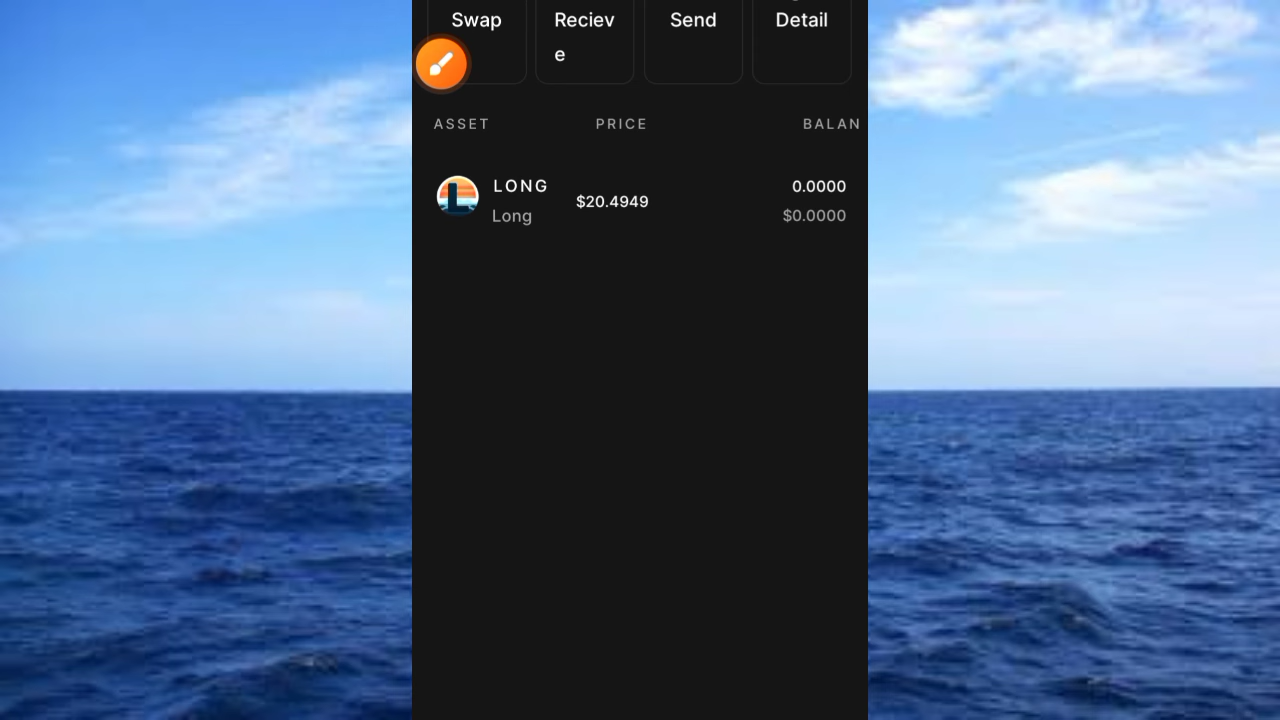 Swap
Reciev
e
Send
Detail
ASSET PRICE BALAN
LONG
Long
$20.4949
0.0000
$0.0000